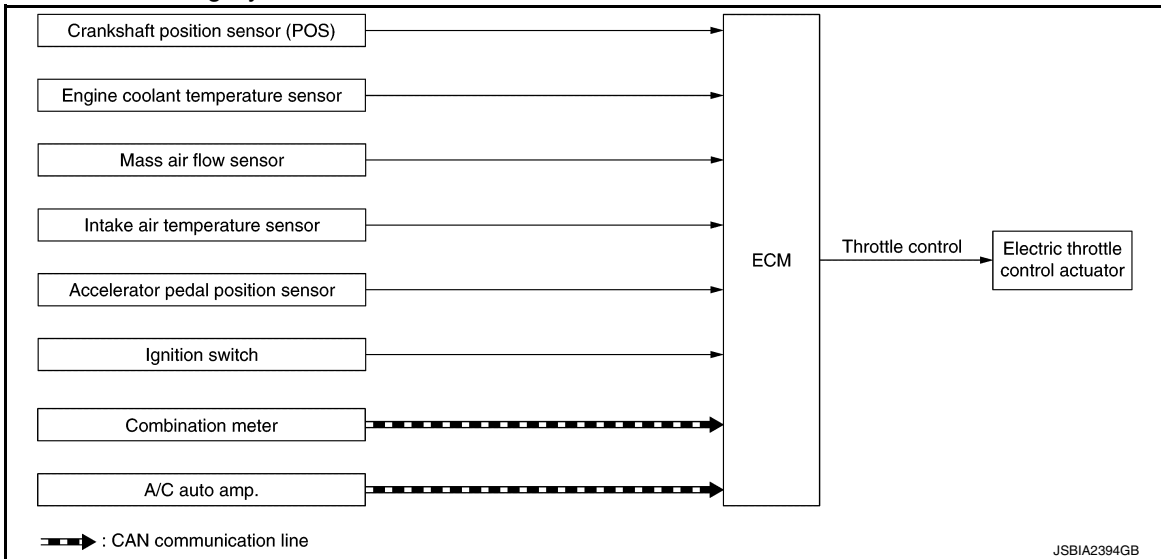 Crankshaft position sensor (POS)
Engine coolant temperature sensor
Mass air flow sensor
Intake air temperature sensor
Accelerator pedal position sensor
Ignition switch
Combination meter
A/C auto amp.
ECM
Throttle control
Electric throttle
control actuator
: CAN communication line
JSBIA2394GB